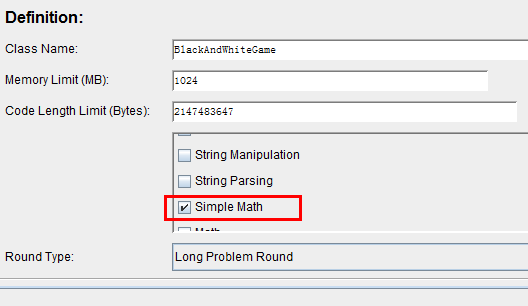 Definition:
Class Name: BlackAndWhiteGame
Memory Limit (MB): 1024
Code Length Limit (Bytes): 2147483647
String Manipulation
String Parsing
Simple Math
Round Type: Long Problem Round